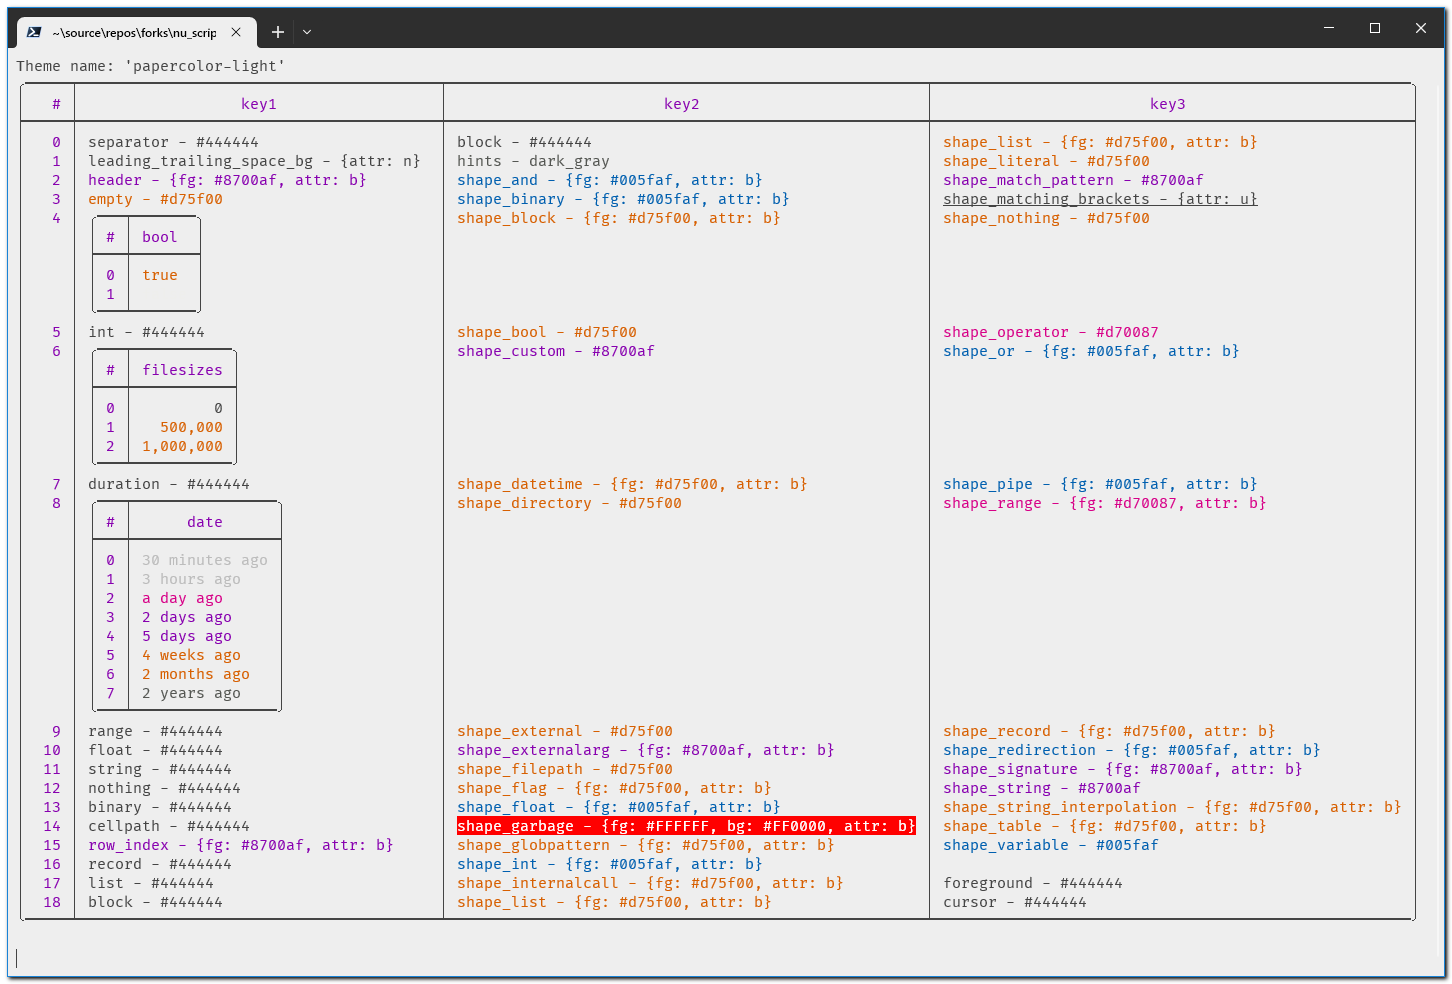 ~\source\repos\forks\nu_scrip
Theme name: 'papercolor-light'
# key1 key2 key3
0 separator - #444444 block - #444444 shape_list - {fg: #d75f00, attr: b}
1 leading_trailing_space_bg - {attr: n} hints - dark_gray shape_literal - #d75f00
2 header - {fg: #8700af, attr: b} shape_and - {fg: #005faf, attr: b} shape_match_pattern - #8700af
3 empty - #d75f00 shape_binary - {fg: #005faf, attr: b} shape_matching_brackets - {attr: u}
4 shape_block - {fg: #d75f00, attr: b} shape_nothing - #d75f00
# bool
0 true
1
5 int - #444444 shape_bool - #d75f00 shape_operator - #d70087
6 shape_custom - #8700af shape_or - {fg: #005faf, attr: b}
# filesizes
0 0
1 500,000
2 1,000,000
7 duration - #444444 shape_datetime - {fg: #d75f00, attr: b} shape_pipe - {fg: #005faf, attr: b}
8 shape_directory - #d75f00 shape_range - {fg: #d70087, attr: b}
# date
0 30 minutes ago
1 3 hours ago
2 a day ago
3 2 days ago
4 5 days ago
5 4 weeks ago
6 2 months ago
7 2 years ago
9 range - #444444 shape_external - #d75f00 shape_record - {fg: #d75f00, attr: b}
10 float - #444444 shape_externalarg - {fg: #8700af, attr: b} shape_redirection - {fg: #005faf, attr: b}
11 string - #444444 shape_filepath - #d75f00 shape_signature - {fg: #8700af, attr: b}
12 nothing - #444444 shape_flag - {fg: #d75f00, attr: b} shape_string - #8700af
13 binary - #444444 shape_float - {fg: #005faf, attr: b} shape_string_interpolation - {fg: #d75f00, attr: b}
14 cellpath - #444444 shape_garbage - {fg: #FFFFFF, bg: #FF0000, attr: b} shape_table - {fg: #d75f00, attr: b}
15 row_index - {fg: #8700af, attr: b} shape_globpattern - {fg: #d75f00, attr: b} shape_variable - #005faf
16 record - #444444 shape_int - {fg: #005faf, attr: b}
17 list - #444444 shape_internalcall - {fg: #d75f00, attr: b} foreground - #444444
18 block - #444444 shape_list - {fg: #d75f00, attr: b} cursor - #444444